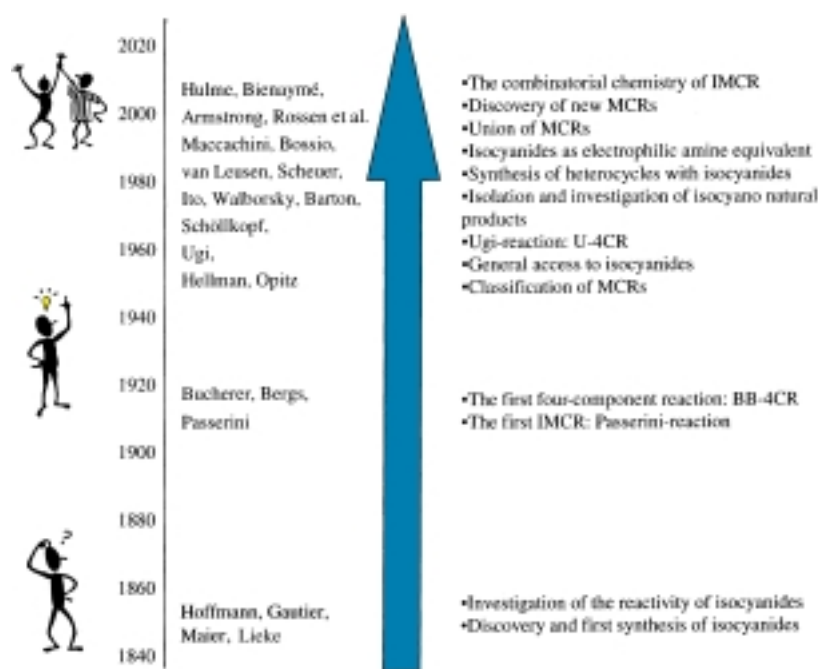 2020
2000
1980
1960
1940
1920
1900
1880
1860
1840
Hulme, Bienaymé,
Armstrong, Rossen et al.
Maccachini, Bossio,
van Leusen, Scheuer,
Ito, Walborsky, Barton,
Schöllkopf,
Ugi,
Hellman, Opitz
Bucherer, Bergs,
Passerini
Hoffmann, Gautier,
Maier, Lieke
•The combinatorial chemistry of IMCR
•Discovery of new MCRs
•Union of MCRs
•Isocyanides as electrophilic amine equivalent
•Synthesis of heterocycles with isocyanides
•Isolation and investigation of isocyano natural
products
•Ugi-reaction: U-4CR
•General access to isocyanides
•Classification of MCRs
•The first four-component reaction: BB-4CR
•The first IMCR: Passerini-reaction
•Investigation of the reactivity of isocyanides
•Discovery and first synthesis of isocyanides
?